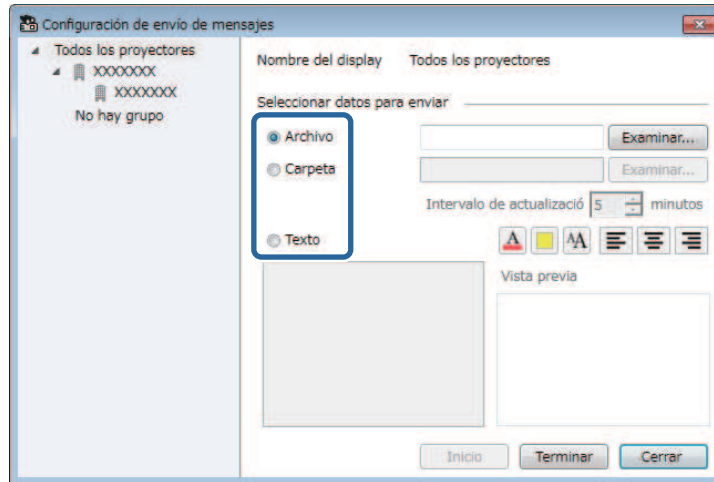 Configuración de envío de mensajes
Todos los proyectores
XXXXXXX
XXXXXXX
No hay grupo
Nombre del display Todos los proyectores
Seleccionar datos para enviar
Archivo Examinar...
Carpeta Examinar...
Intervalo de actualizació 5 minutos
Texto A AA
Vista previa
Inicio Terminar Cerrar